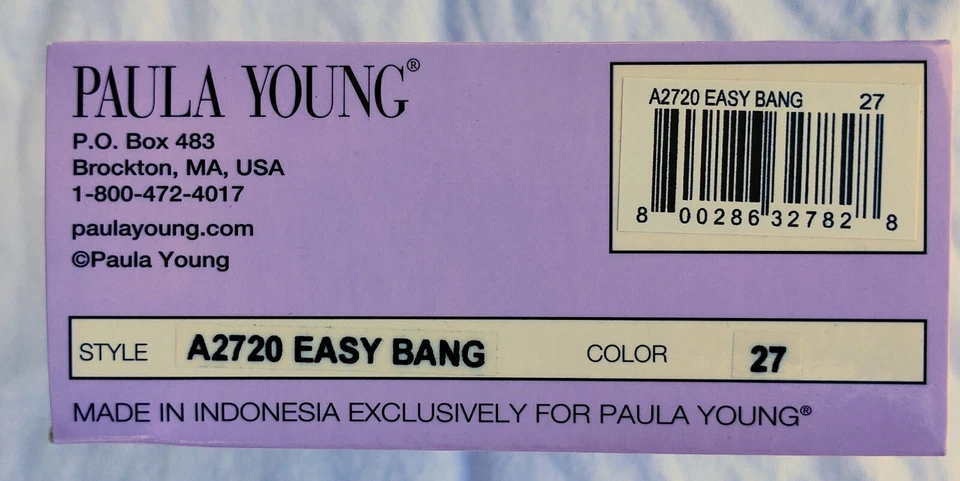 PAULA YOUNG®
P.O. Box 483
Brockton, MA, USA
1-800-472-4017
paulayoung.com
©Paula Young
A2720 EASY BANG 27
8 00286 32782 8
STYLE A2720 EASY BANG COLOR 27
MADE IN INDONESIA EXCLUSIVELY FOR PAULA YOUNG®